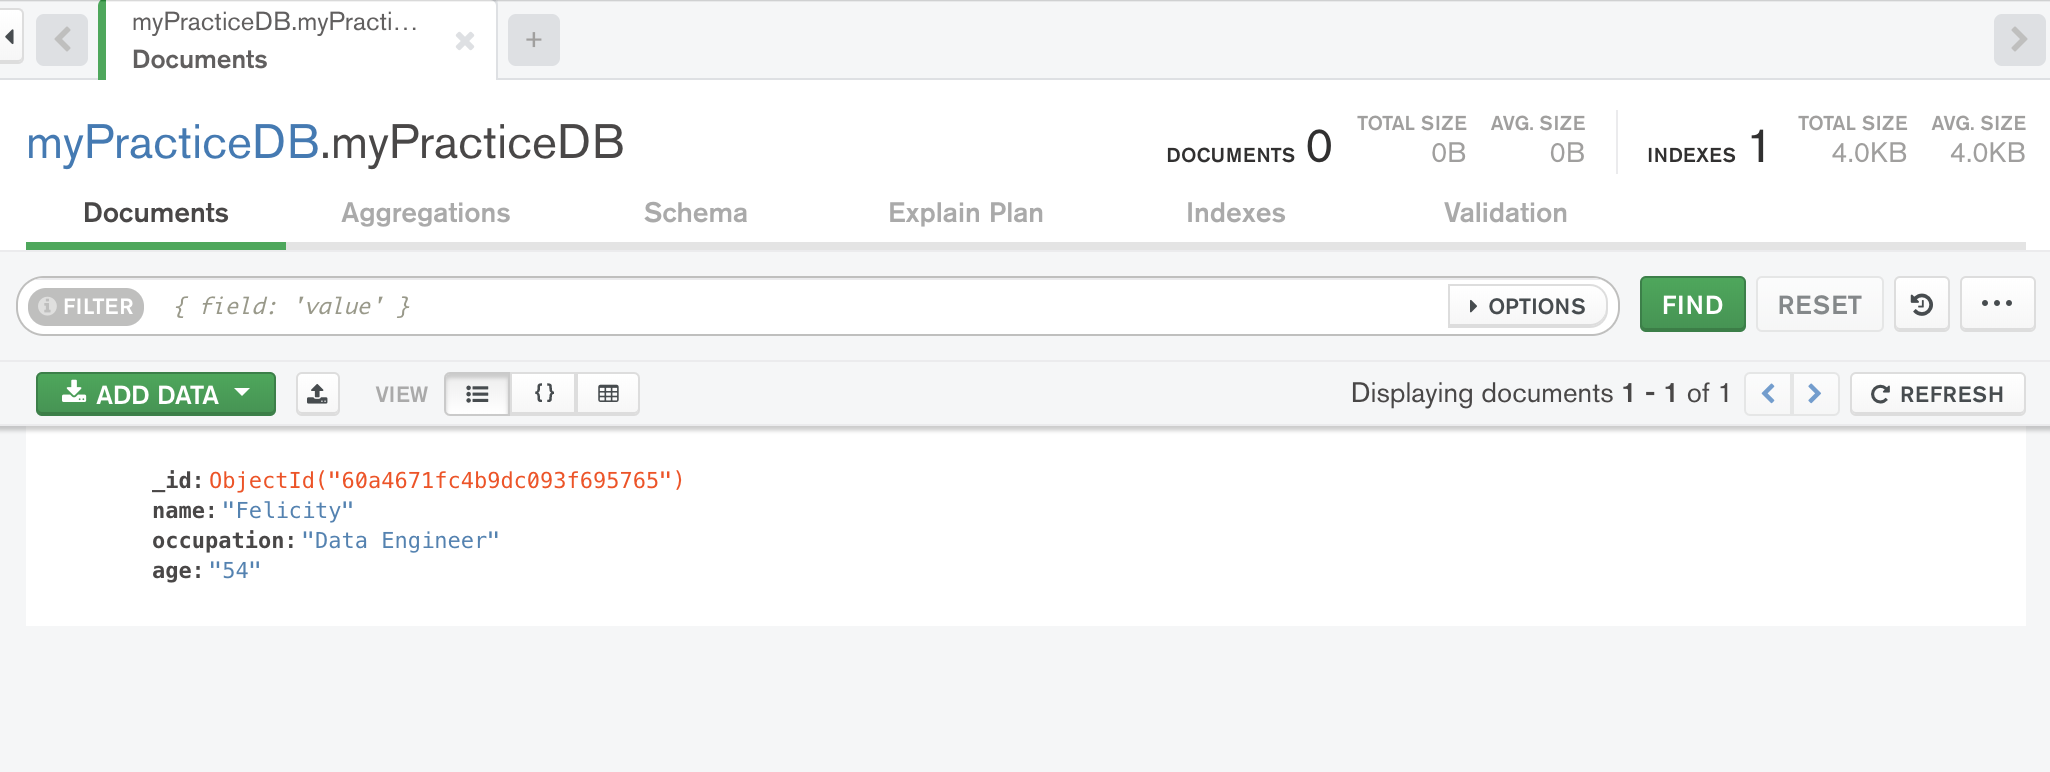 myPracticeDB.myPracti...
Documents
myPracticeDB.myPracticeDB
DOCUMENTS 0 TOTAL SIZE 0B AVG. SIZE 0B INDEXES 1 TOTAL SIZE 4.0KB AVG. SIZE 4.0KB
Documents Aggregations Schema Explain Plan Indexes Validation
FILTER { field: 'value' } OPTIONS FIND RESET ...
ADD DATA VIEW {} Displaying documents 1 - 1 of 1 REFRESH
_id: ObjectId("60a4671fc4b9dc093f695765")
name: "Felicity"
occupation: "Data Engineer"
age: "54"